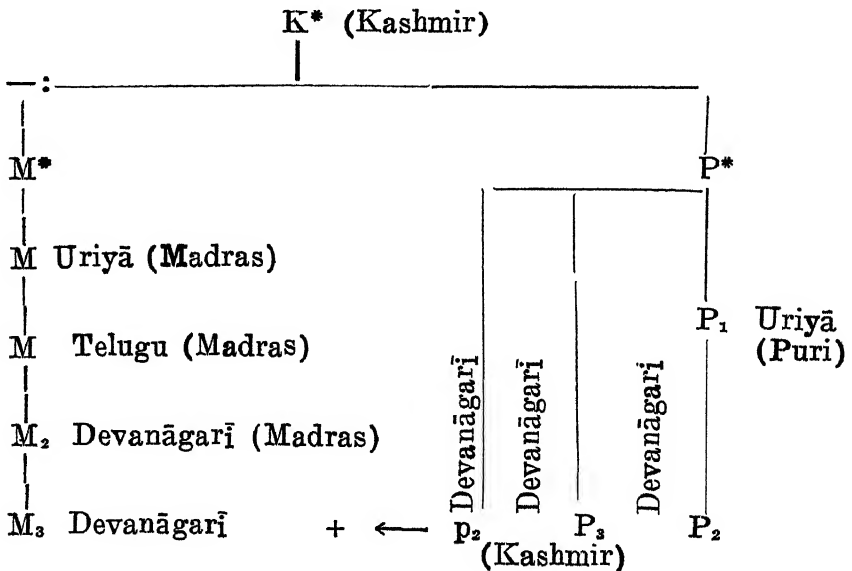 K* (Kashmir)
M*
P*
M Uriyā (Madras)
P₁ Uriyā
(Puri)
M Telugu (Madras)
Devanāgarī
Devanāgarī
Devanāgarī
M₂ Devanāgarī (Madras)
M₃ Devanāgarī + ← p₂ P₃ P₂
(Kashmir)